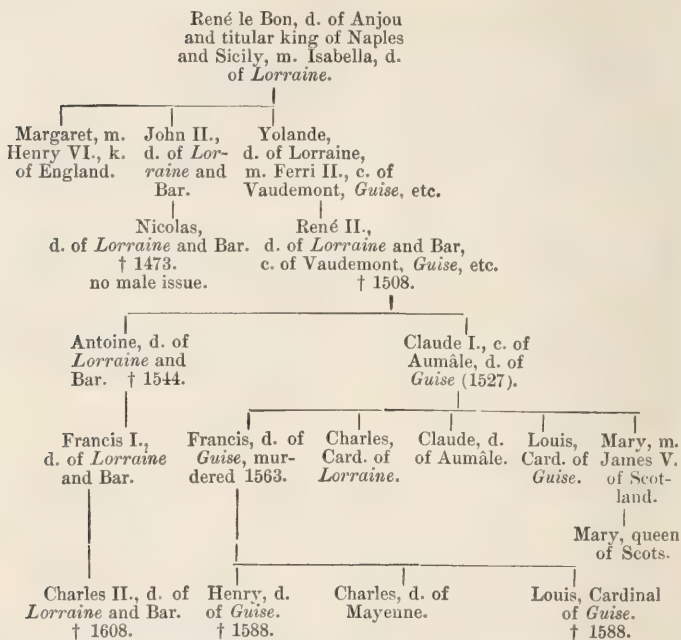 René le Bon, d. of Anjou
and titular king of Naples
and Sicily, m. Isabella, d.
of Lorraine.
Margaret, m.
Henry VI., k.
of England.
John II.,
d. of Lor-
raine and
Bar.
Yolande,
d. of Lorraine,
m. Ferri II., c. of
Vaudemont, Guise, etc.
Nicolas,
d. of Lorraine and Bar.
† 1473.
no male issue.
René II.,
d. of Lorraine and Bar,
c. of Vaudemont, Guise, etc.
† 1508.
Antoine, d. of
Lorraine and
Bar. † 1544.
Claude I., c. of
Aumâle, d. of
Guise (1527).
Francis I.,
d. of Lorraine
and Bar.
Francis, d. of
Guise, mur-
dered 1563.
Charles,
Card. of
Lorraine.
Claude, d.
of Aumâle.
Louis,
Card. of
Guise.
Mary, m.
James V.
of Scot-
land.
Mary, queen
of Scots.
Charles II., d. of
Lorraine and Bar.
† 1608.
Henry, d.
of Guise.
† 1588.
Charles, d. of
Mayenne.
Louis, Cardinal
of Guise.
† 1588.